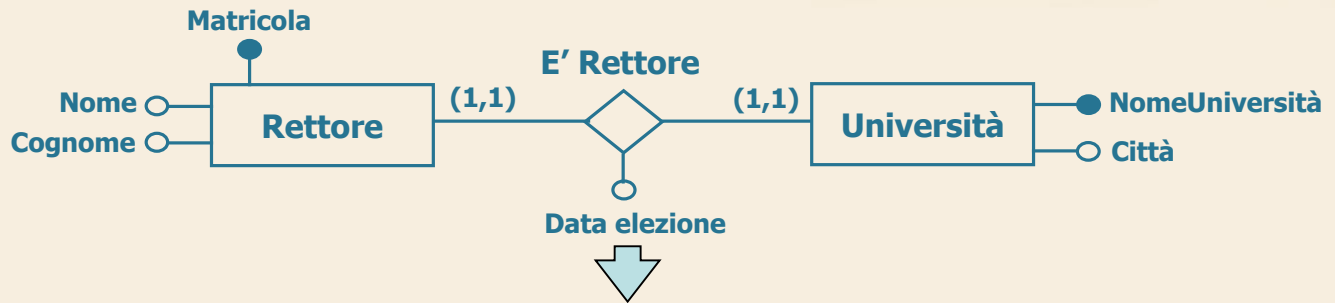 Matricola
E' Rettore
Nome
(1,1)
(1,1)
NomeUniversità
Rettore
Università
Cognome
Città
Data elezione